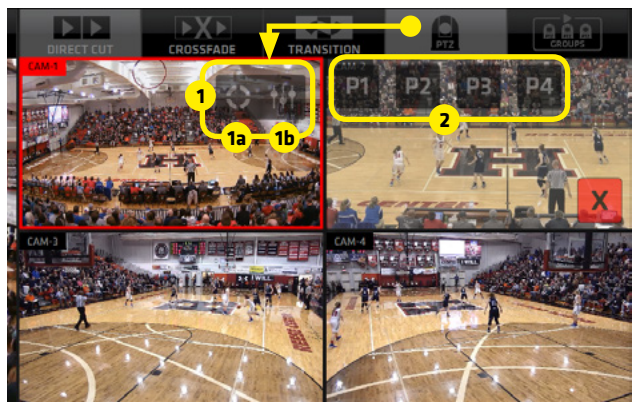 DIRECT CUT
CROSSFADE
TRANSITION
PTZ
GROUPS
CAM-1
1
1a
1b
P1
P2
P3
P4
2
H
CENTER
X
CAM-3
CAM-4